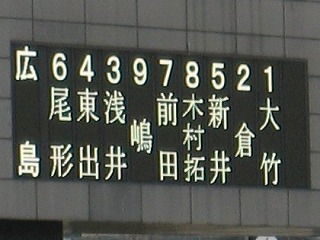 広島
6 尾形
4 東出
3 浅井
9 嶋
7 前田
8 木村拓
5 新井
2 倉
1 大竹